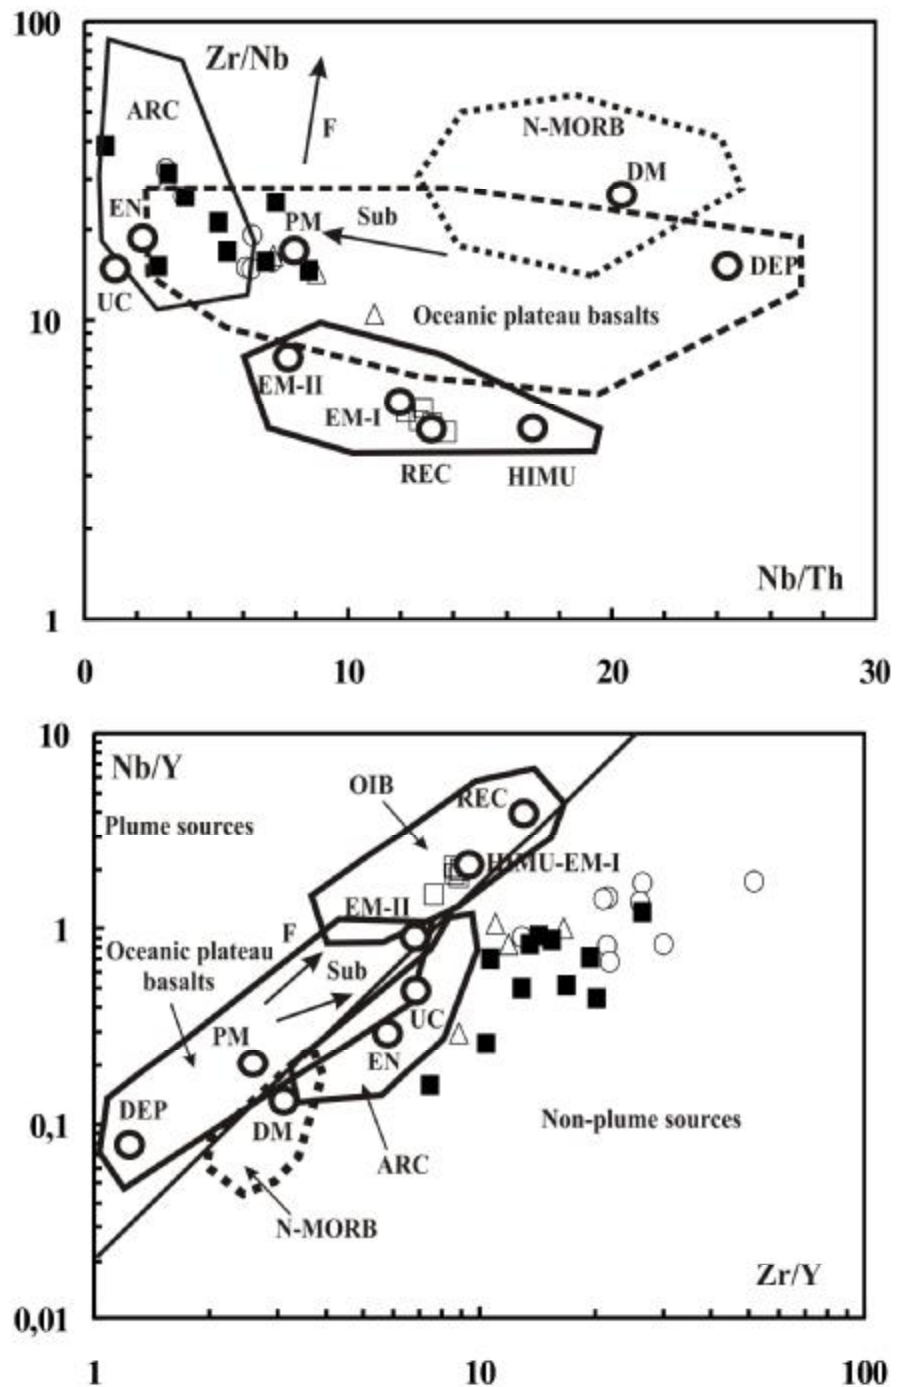 100
Zr/Nb
ARC
F
N-MORB
DM
EN
PM
Sub
DEP
UC
10
Oceanic plateau basalts
EM-II
EM-I
REC
HIMU
Nb/Th
1
0
10
20
30
10
Nb/Y
OIB
REC
Plume sources
HIMU-EM-I
EM-II
1
F
Oceanic plateau
basalts
Sub
UC
PM
EN
DEP
0,1
DM
Non-plume sources
ARC
N-MORB
Zr/Y
0,01
1
10
100